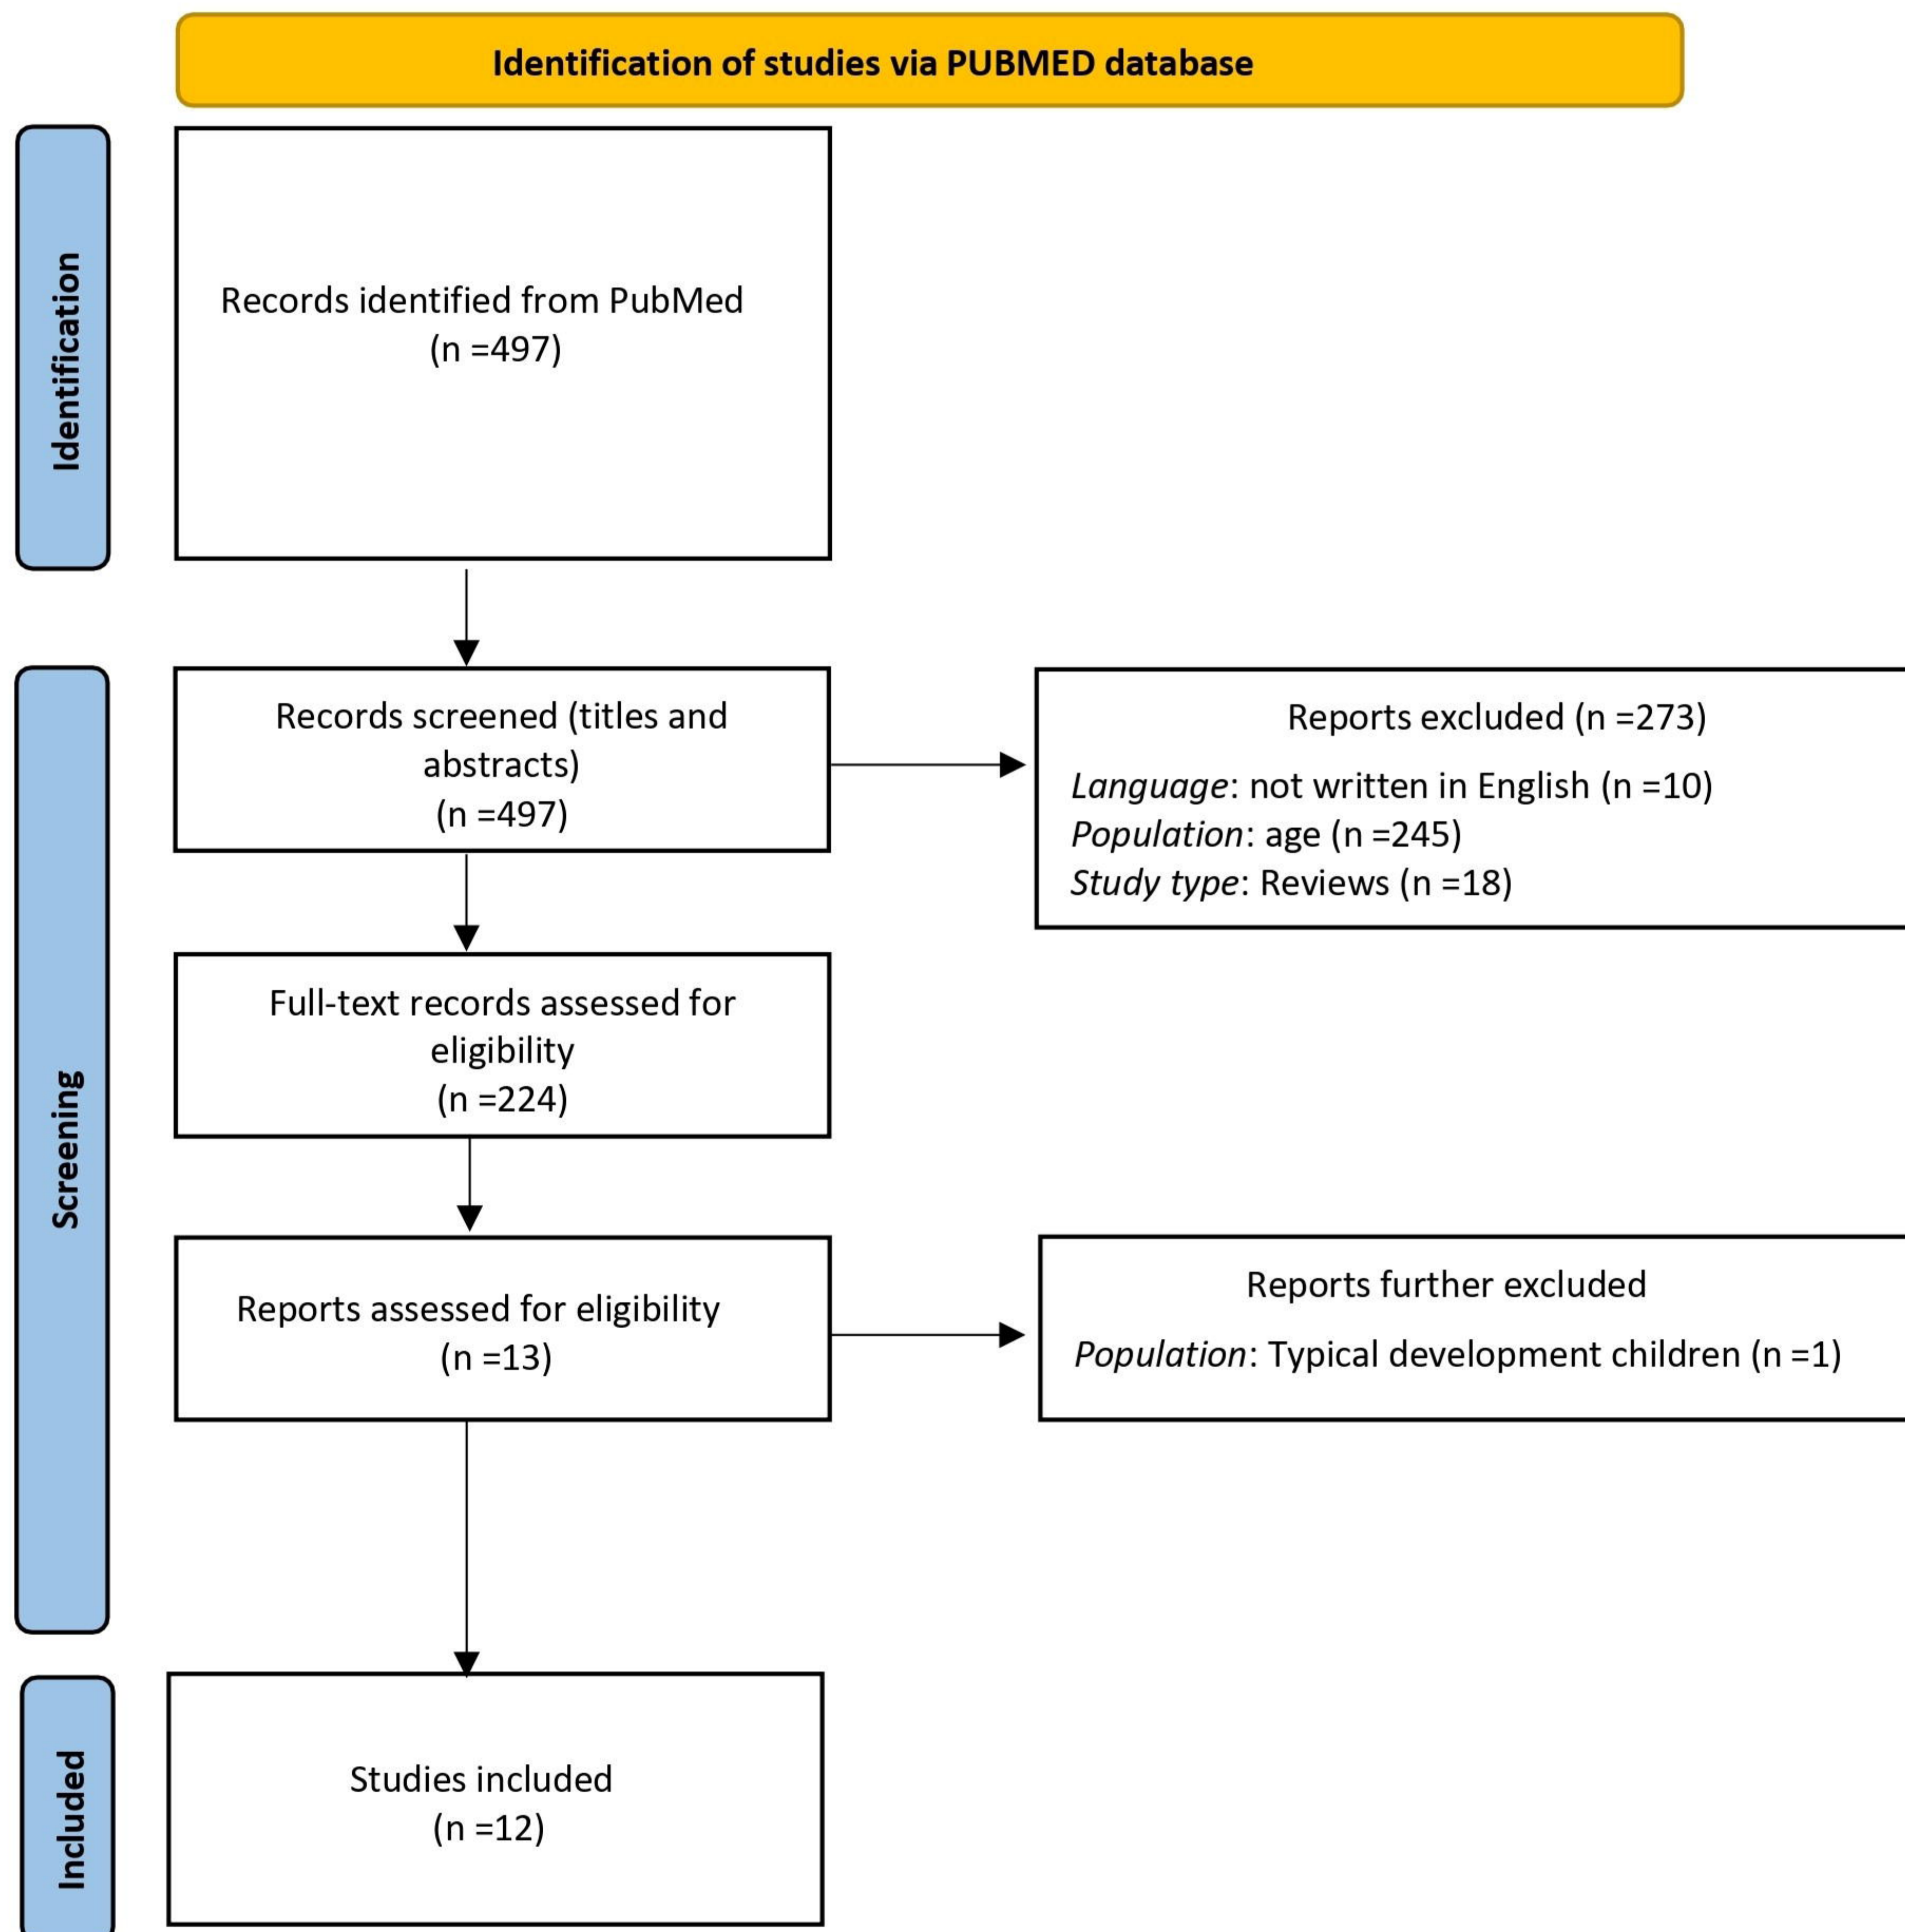 Identification of studies via PUBMED database
Identification
Records identified from PubMed
(n =497)
Screening
Records screened (titles and
abstracts)
(n =497)
Reports excluded (n =273)
Language: not written in English (n =10)
Population: age (n =245)
Study type: Reviews (n =18)
Full-text records assessed for
eligibility
(n =224)
Reports assessed for eligibility
(n =13)
Reports further excluded
Population: Typical development children (n =1)
Included
Studies included
(n =12)